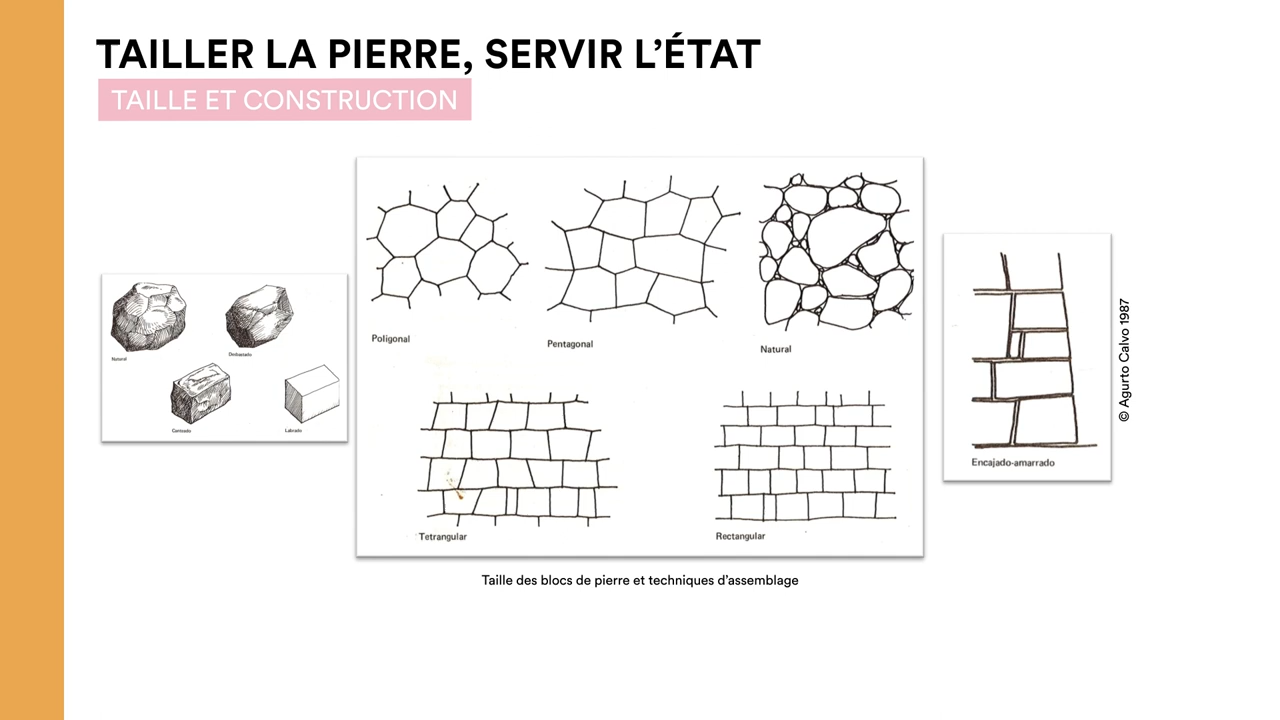 TAILLER LA PIERRE, SERVIR L’ÉTAT
TAILLE ET CONSTRUCTION
Natural
Desbastado
Canteado
Labrado
Poligonal
Pentagonal
Natural
Tetrangular
Rectangular
Encajado-amarrado
© Agurto Calvo 1987
Taille des blocs de pierre et techniques d’assemblage